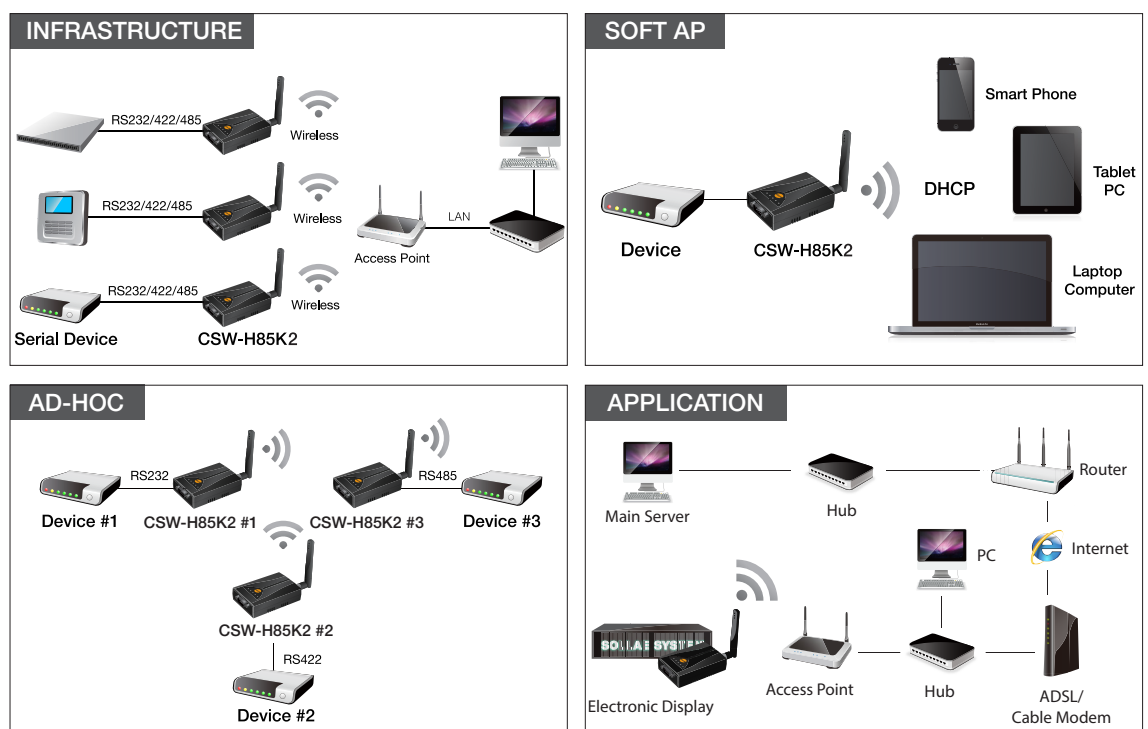 INFRASTRUCTURE
RS232/422/485
Wireless
RS232/422/485
Wireless
LAN
Access Point
RS232/422/485
Wireless
Serial Device
CSW-H85K2
SOFT AP
Smart Phone
Tablet
PC
DHCP
Device
CSW-H85K2
Laptop
Computer
AD-HOC
RS232
RS485
Device #1
CSW-H85K2 #1
CSW-H85K2 #3
Device #3
CSW-H85K2 #2
RS422
Device #2
APPLICATION
Router
Main Server
Hub
PC
Internet
Electronic Display
Access Point
Hub
ADSL/
Cable Modem